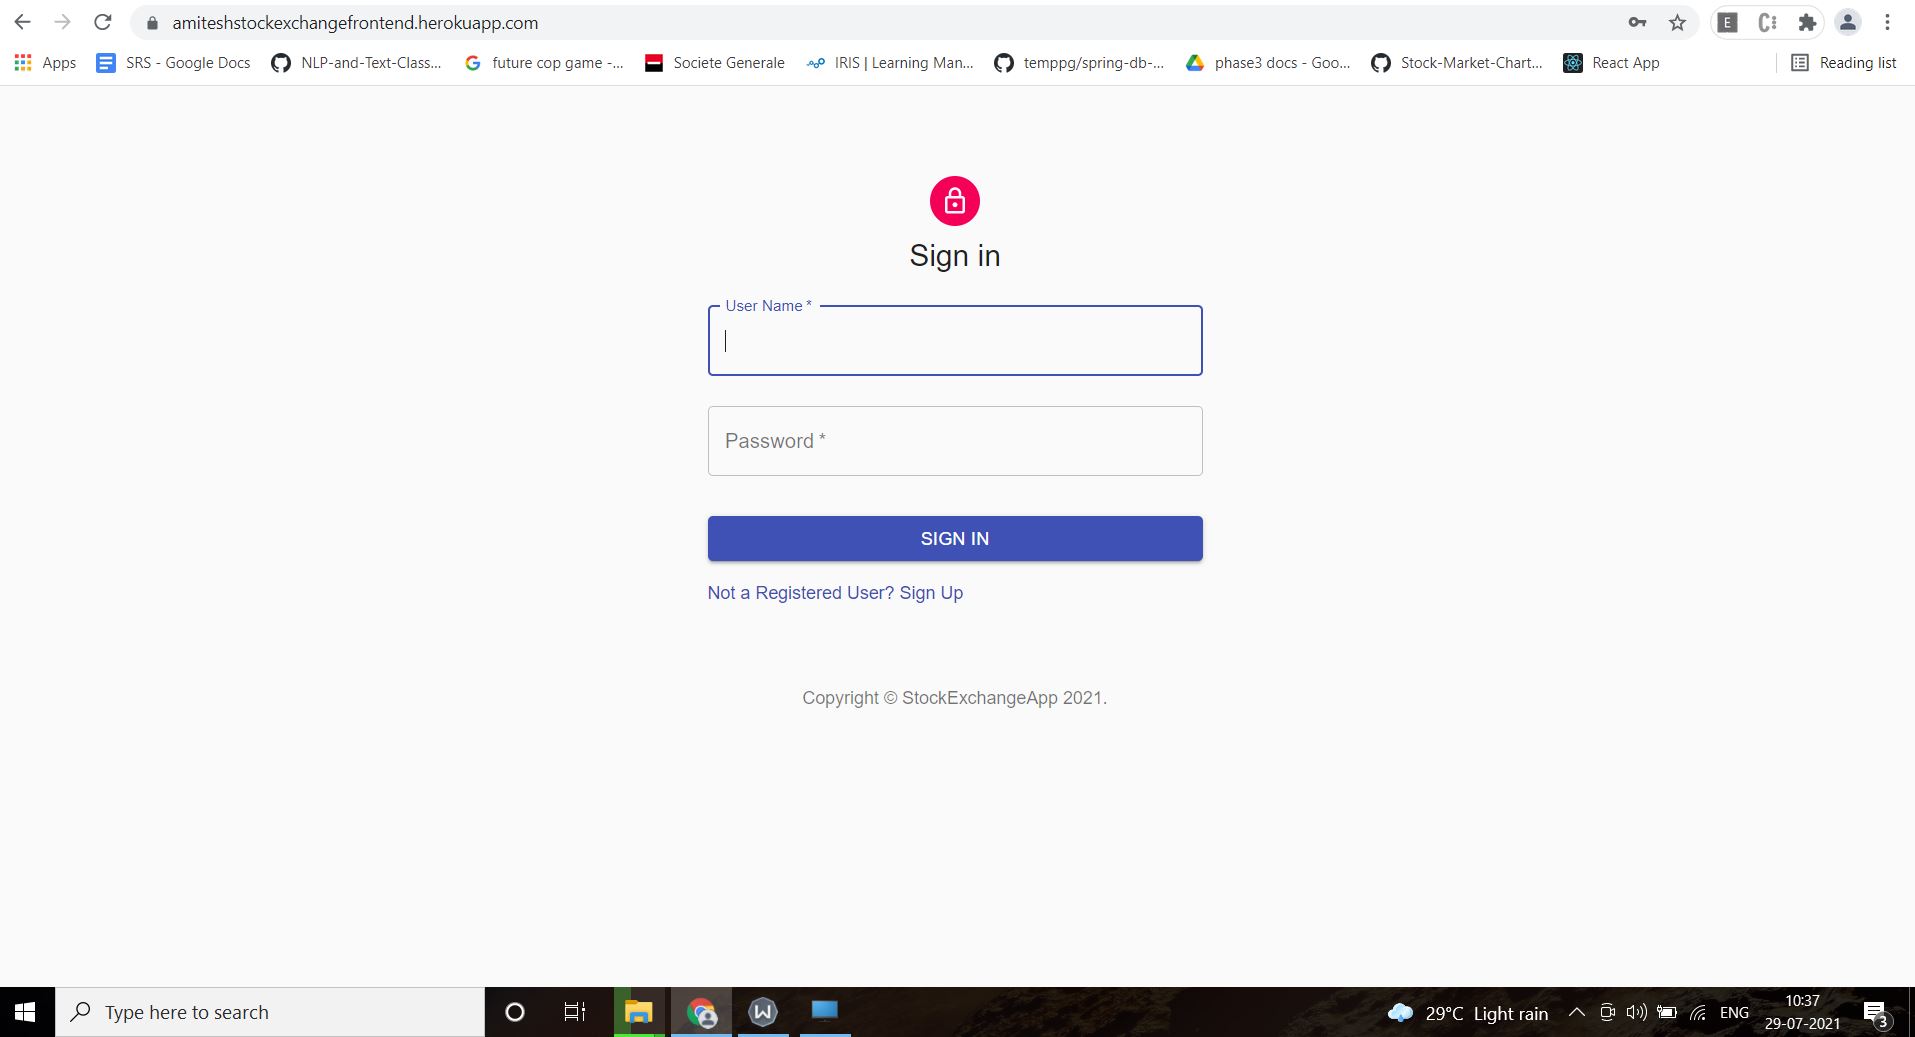 amiteshstockexchangefrontend.herokuapp.com
E
Apps SRS - Google Docs NLP-and-Text-Class... future cop game -... Societe Generale IRIS | Learning Man... temppg/spring-db-... phase3 docs - Goo... Stock-Market-Chart... React App Reading list
Sign in
User Name *
Password *
SIGN IN
Not a Registered User? Sign Up
Copyright © StockExchangeApp 2021.
Type here to search
W
29°C Light rain
ENG
10:37
29-07-2021
3